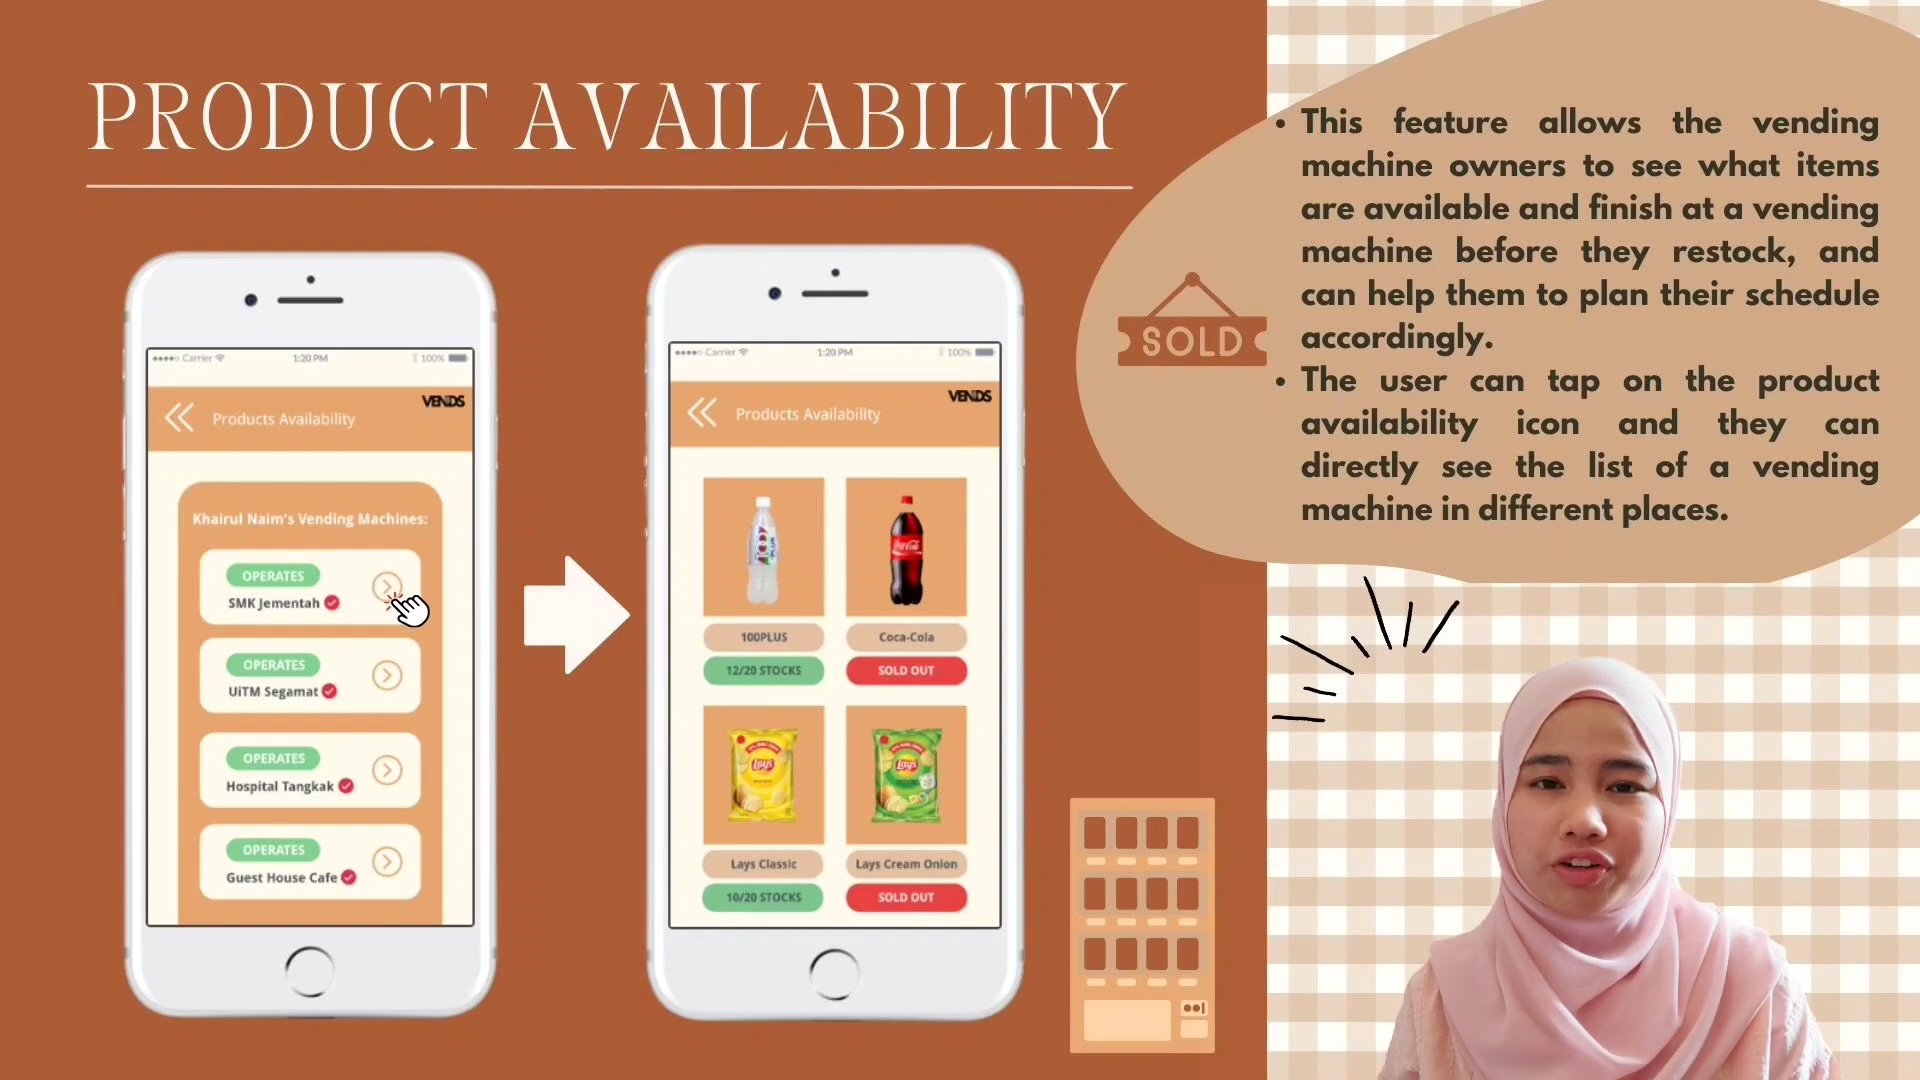 PRODUCT AVAILABILITY
Carrier 1:20 PM 100%
VENDS
Products Availability
Khairul Naim's Vending Machines:
OPERATES
SMK Jementah
OPERATES
UiTM Segamat
OPERATES
Hospital Tangkak
OPERATES
Guest House Cafe
Carrier 1:20 PM 100%
VENDS
Products Availability
100PLUS
12/20 STOCKS
Coca-Cola
Coca-Cola
SOLD OUT
Lay's
Lays Classic
10/20 STOCKS
Lay's
Lays Cream Onion
SOLD OUT
SOLD
• This feature allows the vending
machine owners to see what items
are available and finish at a vending
machine before they restock, and
can help them to plan their schedule
accordingly.
• The user can tap on the product
availability icon and they can
directly see the list of a vending
machine in different places.